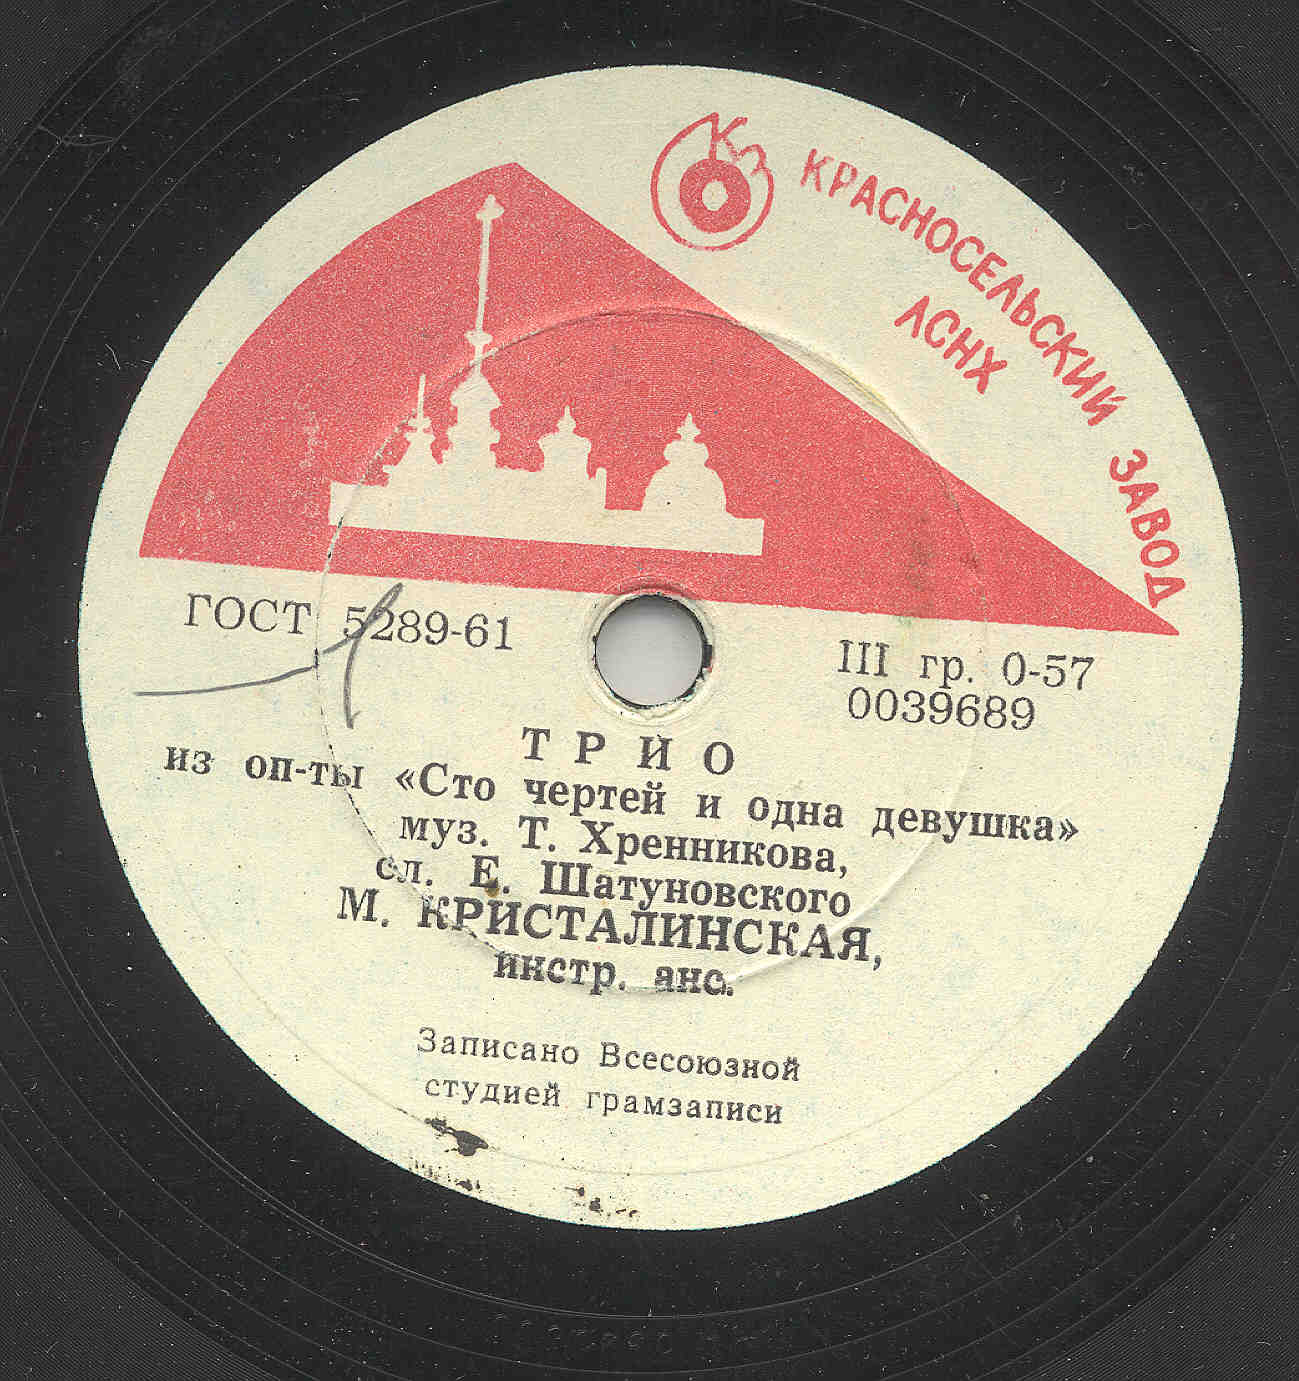 КРАСНОСЕЛЬСКИЙ ЗАВОД
ЛСНХ
ГОСТ 5289-61
III гр. 0-57
0039689
ТРИО
из оп-ты «Сто чертей и одна девушка»
муз. Т. Хренникова,
сл. Е. Шатуновского
М. КРИСТАЛИНСКАЯ,
инстр. анс.
Записано Всесоюзной
студией грамзаписи